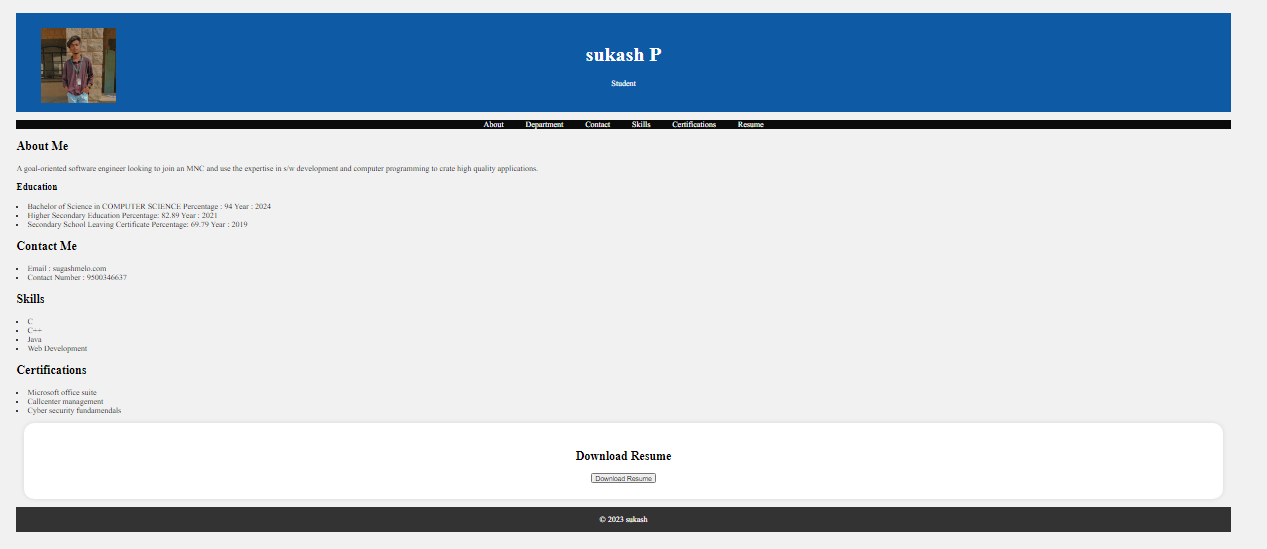 sukash P
Student
About Department Contact Skills Certifications Resume
About Me
A goal-oriented software engineer looking to join an MNC and use the expertise in s/w development and computer programming to crate high quality applications.
Education
Bachelor of Science in COMPUTER SCIENCE Percentage : 94 Year : 2024
Higher Secondary Education Percentage: 82.89 Year : 2021
Secondary School Leaving Certificate Percentage: 69.79 Year : 2019
Contact Me
Email : sugashmelo.com
Contact Number : 9500346637
Skills
C
C++
Java
Web Development
Certifications
Microsoft office suite
Callcenter management
Cyber security fundamendals
Download Resume
Download Resume
© 2023 sukash